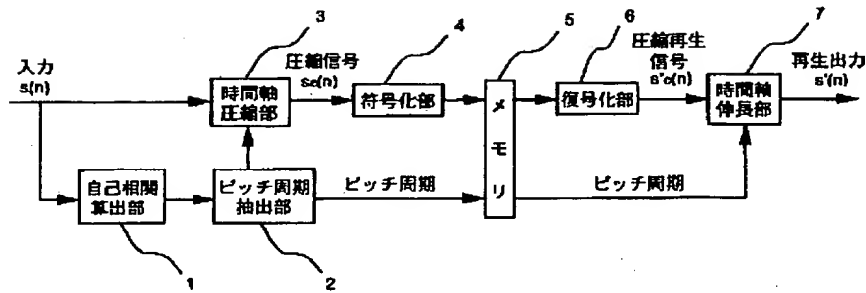 3
4
5
6
7
入力
s(n)
時間軸
圧縮部
圧縮信号
sc(n)
符号化部
メモリ
復号化部
圧縮再生
信号
s'c(n)
時間軸
伸長部
再生出力
s'(n)
自己相関
算出部
ピッチ周期
抽出部
ピッチ周期
ピッチ周期
1
2